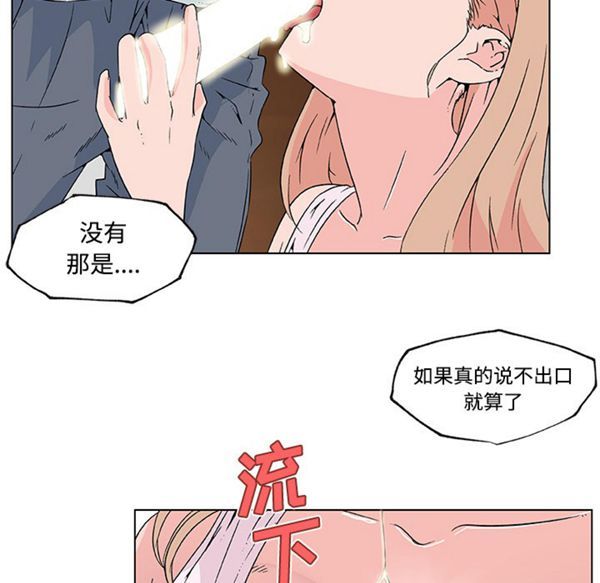 没有
那是....
如果真的说不出口
就算了
流
下